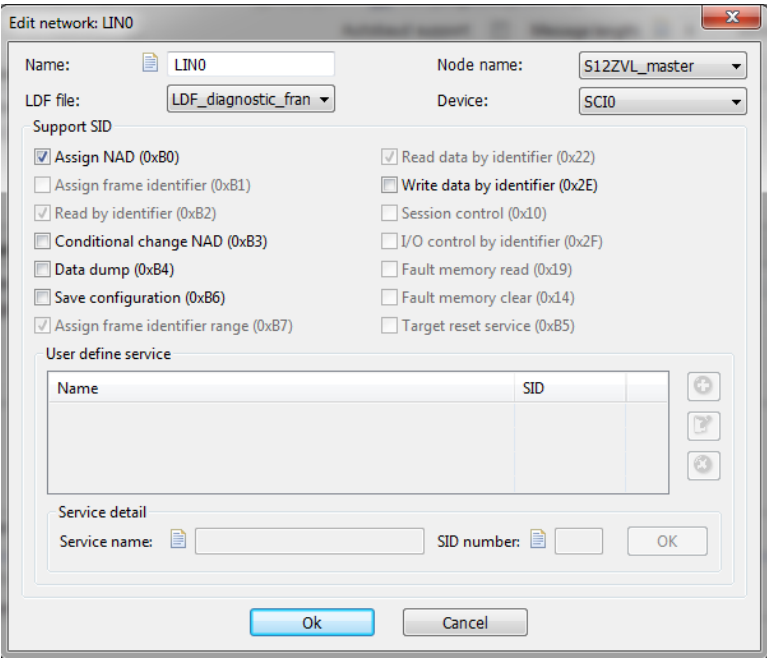 Edit network: LIN0
Name: LIN0 Node name: S12ZVL_master
LDF file: LDF_diagnostic_fran Device: SCI0
Support SID
Assign NAD (0xB0) Read data by identifier (0x22)
Assign frame identifier (0xB1) Write data by identifier (0x2E)
Read by identifier (0xB2) Session control (0x10)
Conditional change NAD (0xB3) I/O control by identifier (0x2F)
Data dump (0xB4) Fault memory read (0x19)
Save configuration (0xB6) Fault memory clear (0x14)
Assign frame identifier range (0xB7) Target reset service (0xB5)
User define service
Name SID
Service detail
Service name: SID number: OK
Ok Cancel